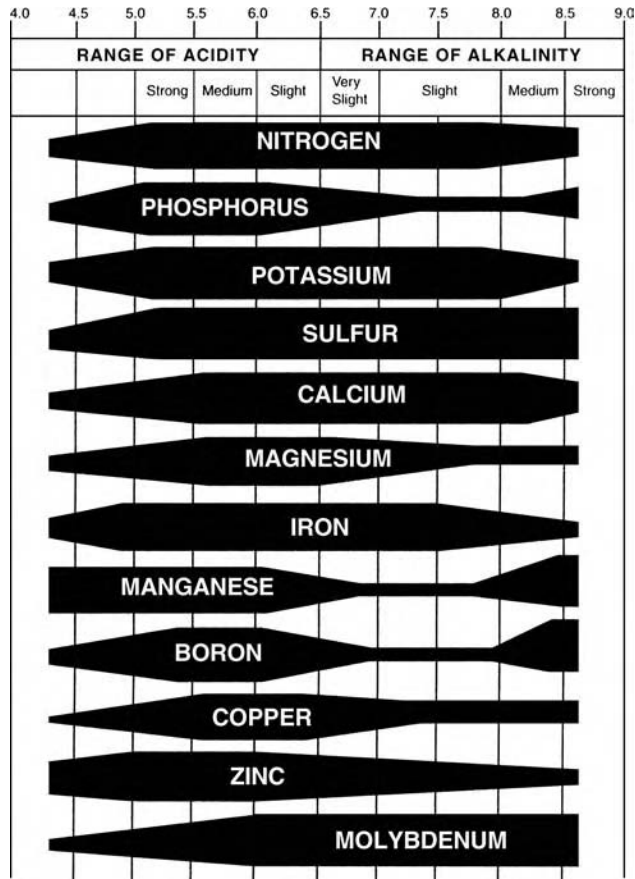 4.0 4.5 5.0 5.5 6.0 6.5 7.0 7.5 8.0 8.5 9.0
RANGE OF ACIDITY RANGE OF ALKALINITY
Strong Medium Slight Very Slight Slight Medium Strong
NITROGEN
PHOSPHORUS
POTASSIUM
SULFUR
CALCIUM
MAGNESIUM
IRON
MANGANESE
BORON
COPPER
ZINC
MOLYBDENUM